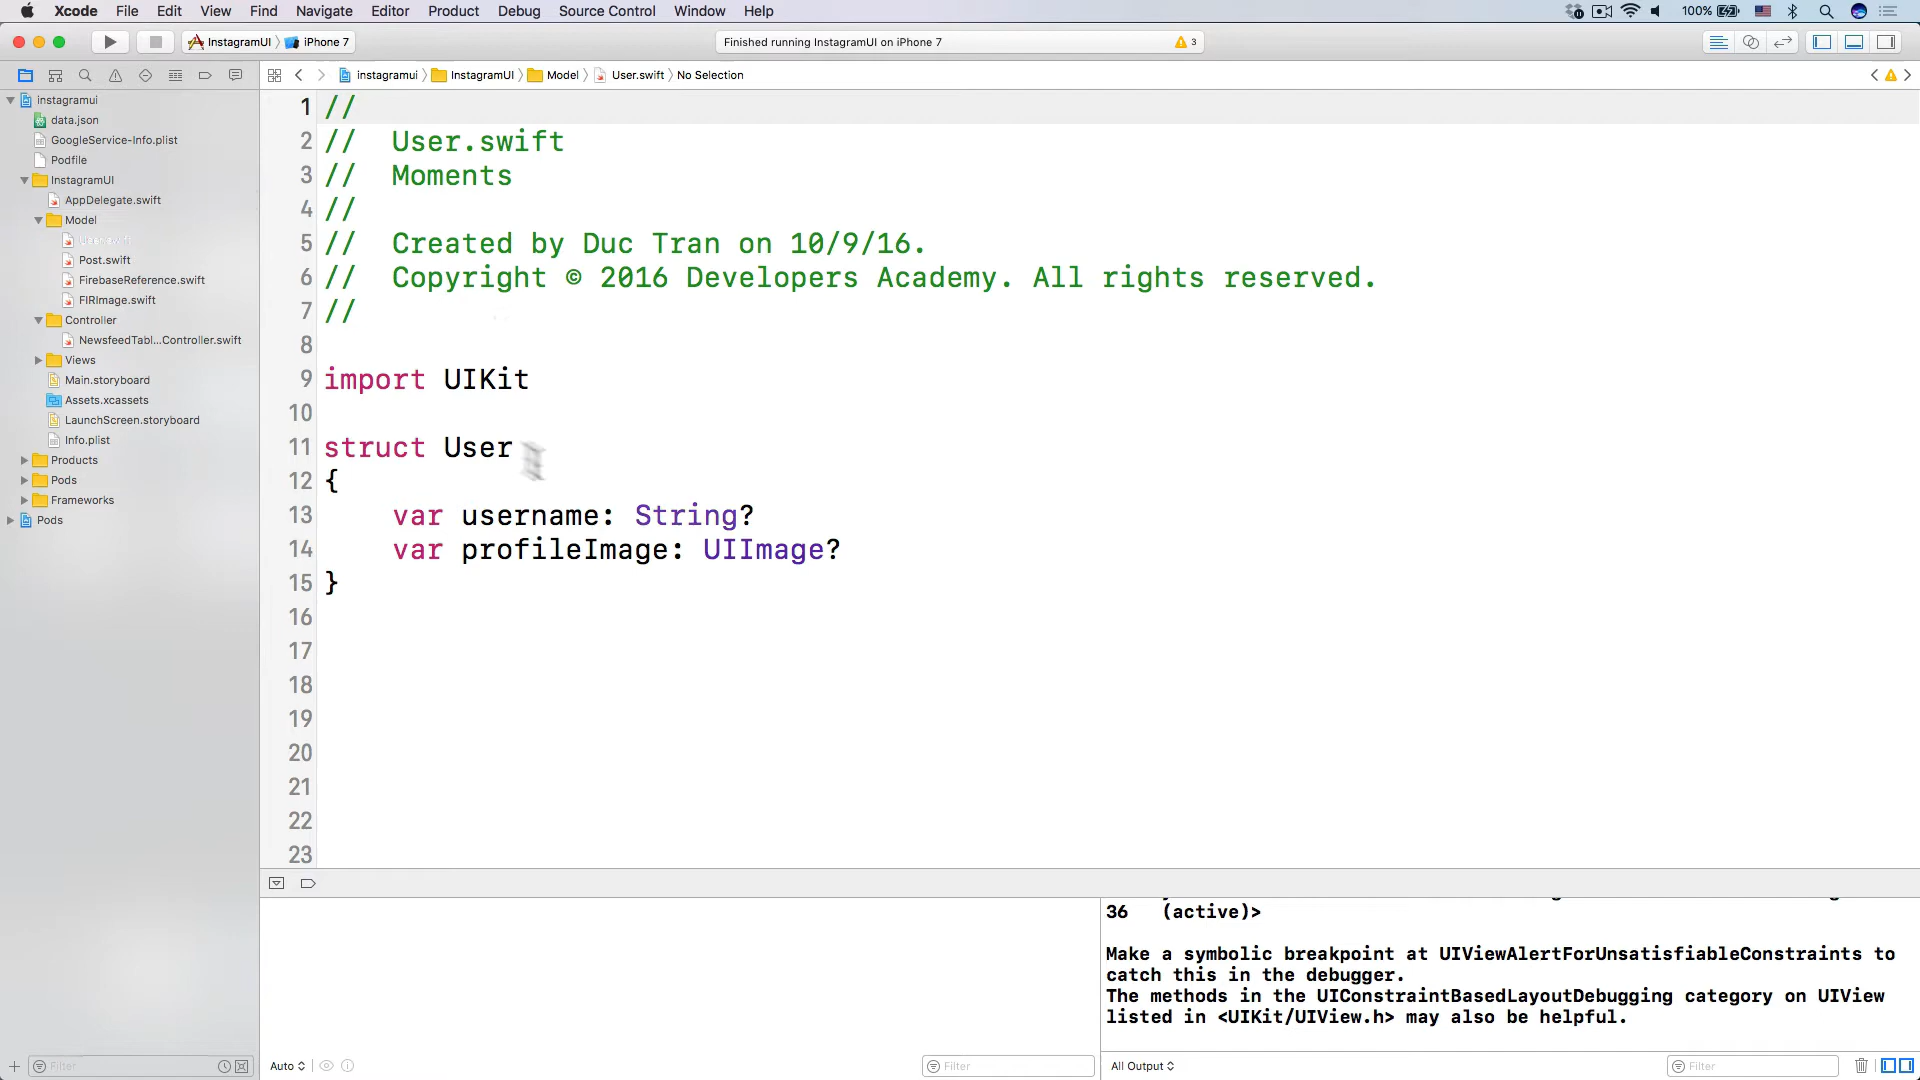 Xcode File Edit View Find Navigate Editor Product Debug Source Control Window Help 100%
InstagramUI iPhone 7 Finished running InstagramUI on iPhone 7 3
instagramui InstagramUI Model User.swift No Selection
instagramui
data.json
GoogleService-Info.plist
Podfile
InstagramUI
AppDelegate.swift
Model
User.swift
Post.swift
FirebaseReference.swift
FIRImage.swift
Controller
NewsfeedTabl...Controller.swift
Views
Main.storyboard
Assets.xcassets
LaunchScreen.storyboard
Info.plist
Products
Pods
Frameworks
Pods
Filter
1 //
2 // User.swift
3 // Moments
4 //
5 // Created by Duc Tran on 10/9/16.
6 // Copyright © 2016 Developers Academy. All rights reserved.
7 //
8
9 import UIKit
10
11 struct User
12 {
13 var username: String?
14 var profileImage: UIImage?
15 }
16
17
18
19
20
21
22
23
Auto Filter
36 (active)>
Make a symbolic breakpoint at UIViewAlertForUnsatisfiableConstraints to
catch this in the debugger.
The methods in the UIConstraintBasedLayoutDebugging category on UIView
listed in <UIKit/UIView.h> may also be helpful.
All Output Filter